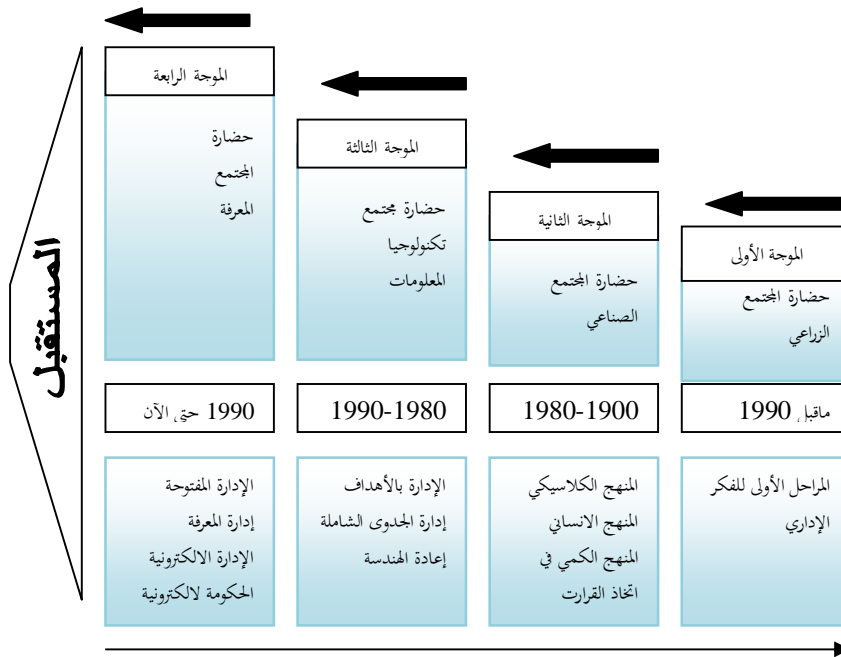 الموجة الأولى
حضارة المجتمع
الزراعي
ماقبل 1990
المراحل الأولى للفكر
الإداري
الموجة الثانية
حضارة المجتمع
الصناعي
1980-1900
المنهج الكلاسيكي
المنهج الانساني
المنهج الكمي في
اتخاذ القرارت
الموجة الثالثة
حضارة مجتمع
تكنولوجيا
المعلومات
1990-1980
الإدارة بالأهداف
إدارة الجدوى الشاملة
إعادة الهندسة
الموجة الرابعة
حضارة
المجتمع
المعرفة
1990 حتى الآن
الإدارة المفتوحة
إدارة المعرفة
الإدارة الالكترونية
الحكومة لالكترونية
المستقبل